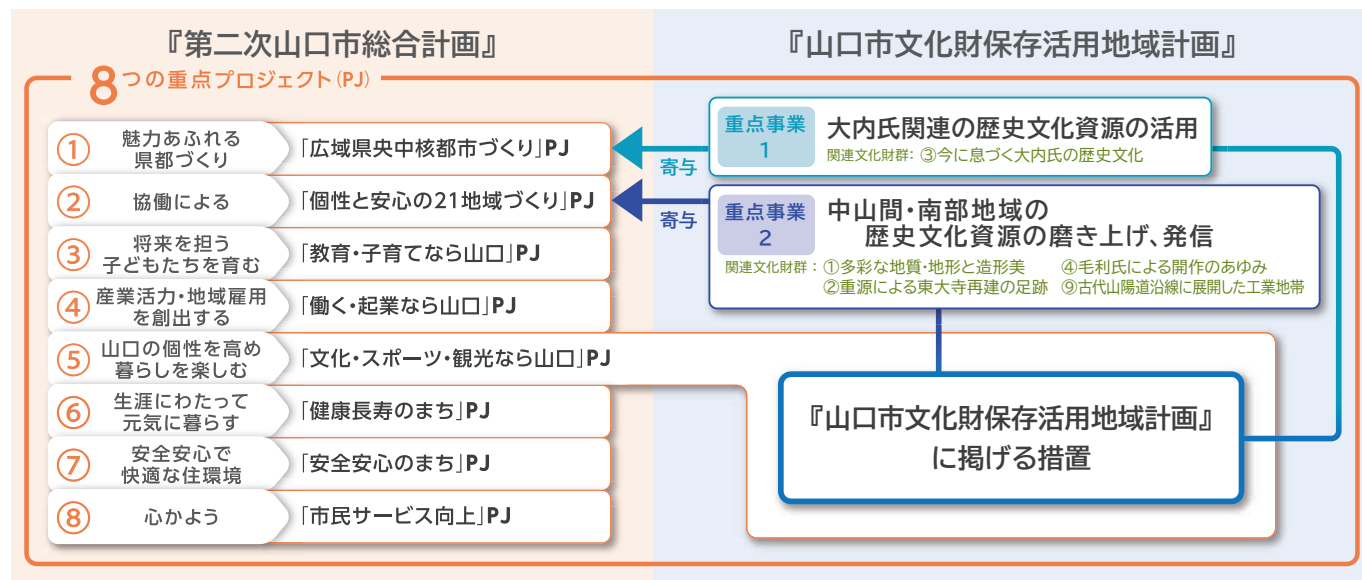 『第二次山口市総合計画』
8つの重点プロジェクト(PJ)
①
魅力あふれる
県都づくり
「広域県央中核都市づくり」PJ
②
協働による
「個性と安心の21地域づくり」PJ
③
将来を担う
子どもたちを育む
「教育・子育てなら山口」PJ
④
産業活力・地域雇用
を創出する
「働く・起業なら山口」PJ
⑤
山口の個性を高め
暮らしを楽しむ
「文化・スポーツ・観光なら山口」PJ
⑥
生涯にわたって
元気に暮らす
「健康長寿のまち」PJ
⑦
安全安心で
快適な住環境
「安全安心のまち」PJ
⑧
心かよう
「市民サービス向上」PJ
『山口市文化財保存活用地域計画』
寄与
重点事業
1
大内氏関連の歴史文化資源の活用
関連文化財群：③今に息づく大内氏の歴史文化
寄与
重点事業
2
中山間・南部地域の
歴史文化資源の磨き上げ、発信
関連文化財群：①多彩な地質・地形と造形美 ④毛利氏による開作のあゆみ
②重源による東大寺再建の足跡 ⑨古代山陽道沿線に展開した工業地帯
『山口市文化財保存活用地域計画』
に掲げる措置